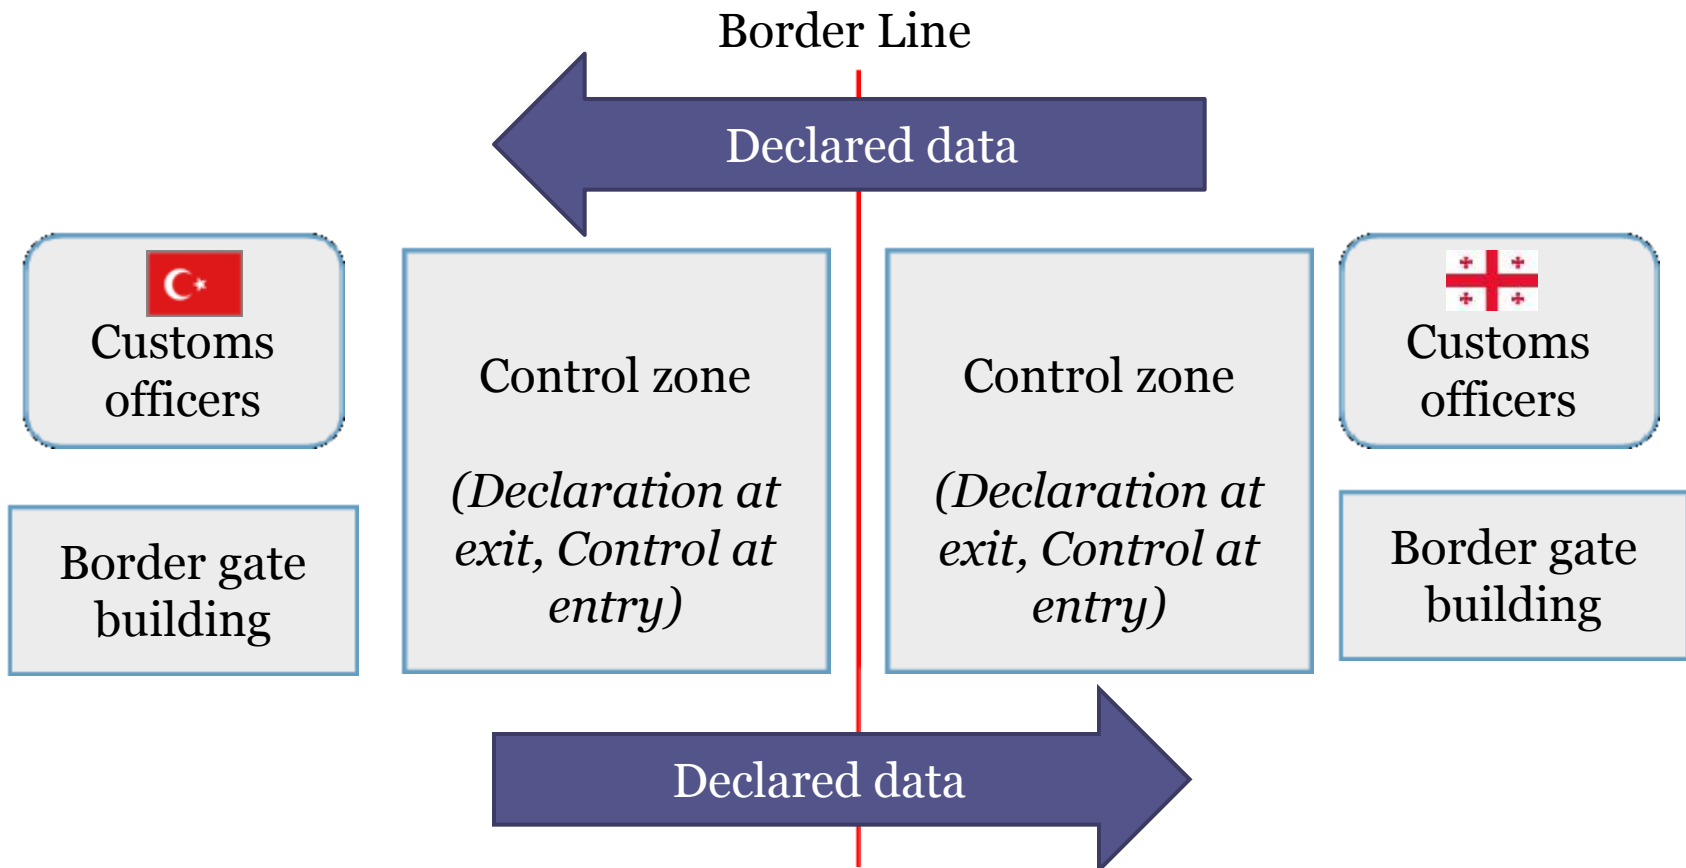 Border Line
Declared data
Customs
officers
Border gate
building
Control zone
(Declaration at
exit, Control at
entry)
Control zone
(Declaration at
exit, Control at
entry)
Customs
officers
Border gate
building
Declared data